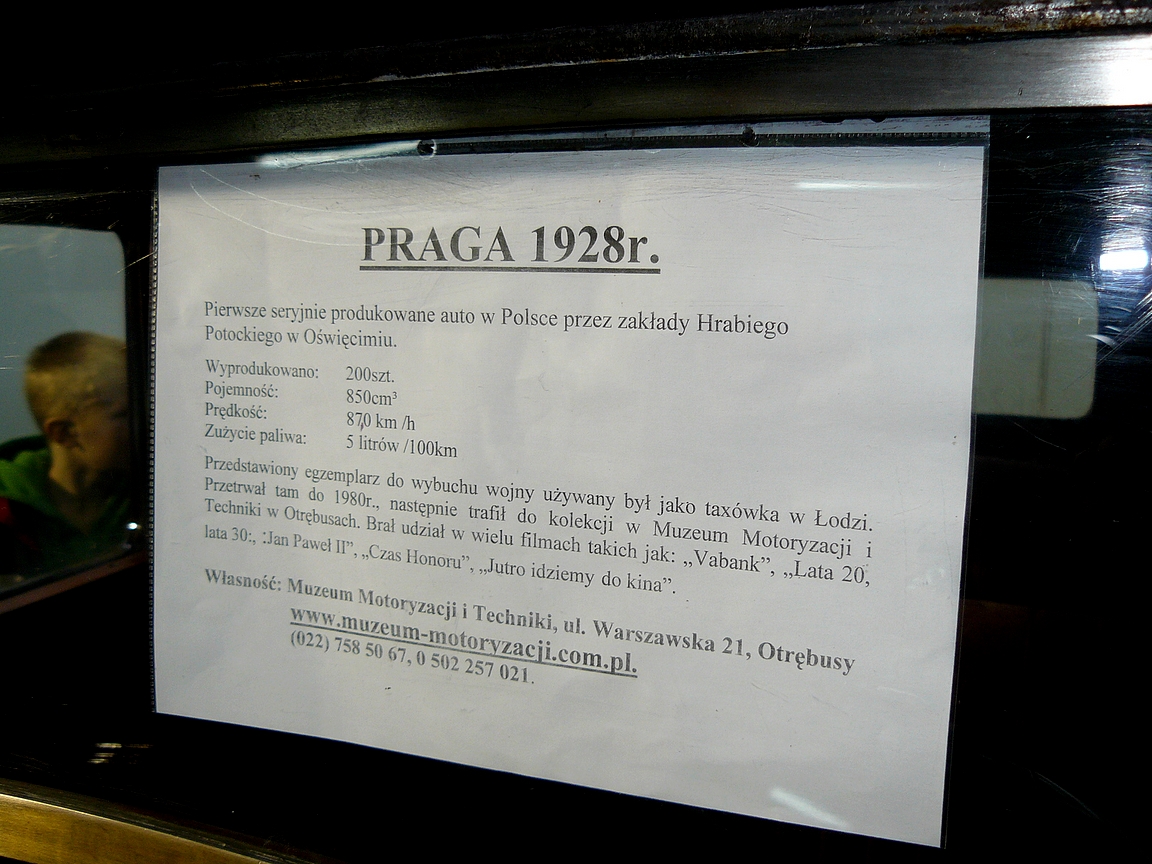 PRAGA 1928r.
Pierwsze seryjnie produkowane auto w Polsce przez zakłady Hrabiego
Potockiego w Oświęcimiu.
Wyprodukowano: 200szt.
Pojemność: 850cm³
Prędkość: 87,0 km /h
Zużycie paliwa: 5 litrów /100km
Przedstawiony egzemplarz do wybuchu wojny używany był jako taxówka w Łodzi.
Przetrwał tam do 1980r., następnie trafił do kolekcji w Muzeum Motoryzacji i
Techniki w Otrębusach. Brał udział w wielu filmach takich jak: „Vabank”, „Lata 20,
lata 30:, :Jan Paweł II”, „Czas Honoru”, „Jutro idziemy do kina”.
Własność: Muzeum Motoryzacji i Techniki, ul. Warszawska 21, Otrębusy
www.muzeum-motoryzacji.com.pl.
(022) 758 50 67, 0 502 257 021.